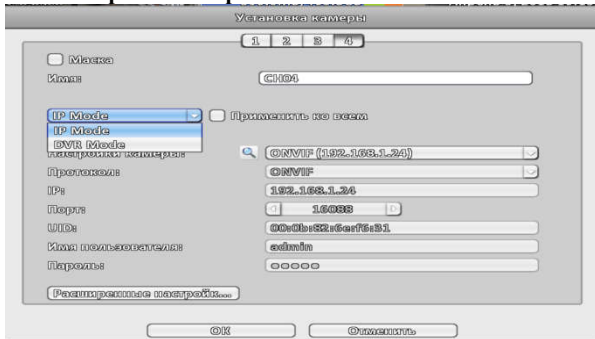 Установка камеры
1 2 3 4
Маска
Имя: CH04
IP Mode Применить ко всем
IP Mode
DVR Mode
Настройки камеры: ONVIF (192.168.1.24)
Протокол: ONVIF
IP: 192.168.1.24
Порт: 16088
UID: 00:0b:82:6e:f6:31
Имя пользователя: admin
Пароль: ○○○○○
Расширенные настройк...
OK Отменить